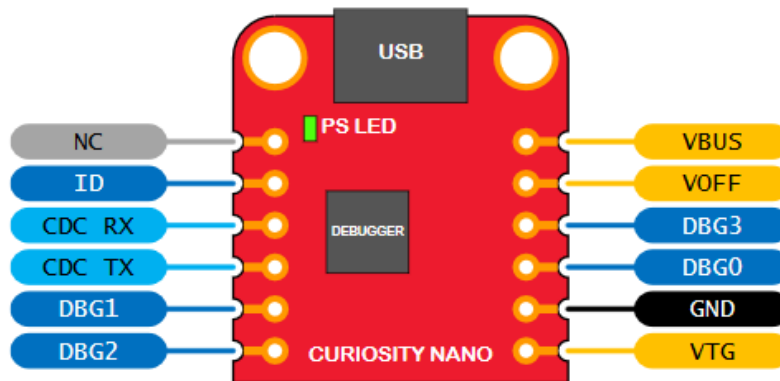 USB
PS LED
NC
VBUS
ID
VOFF
CDC RX
DEBUGGER
DBG3
CDC TX
DBG0
DBG1
GND
DBG2
CURIOSITY NANO
VTG